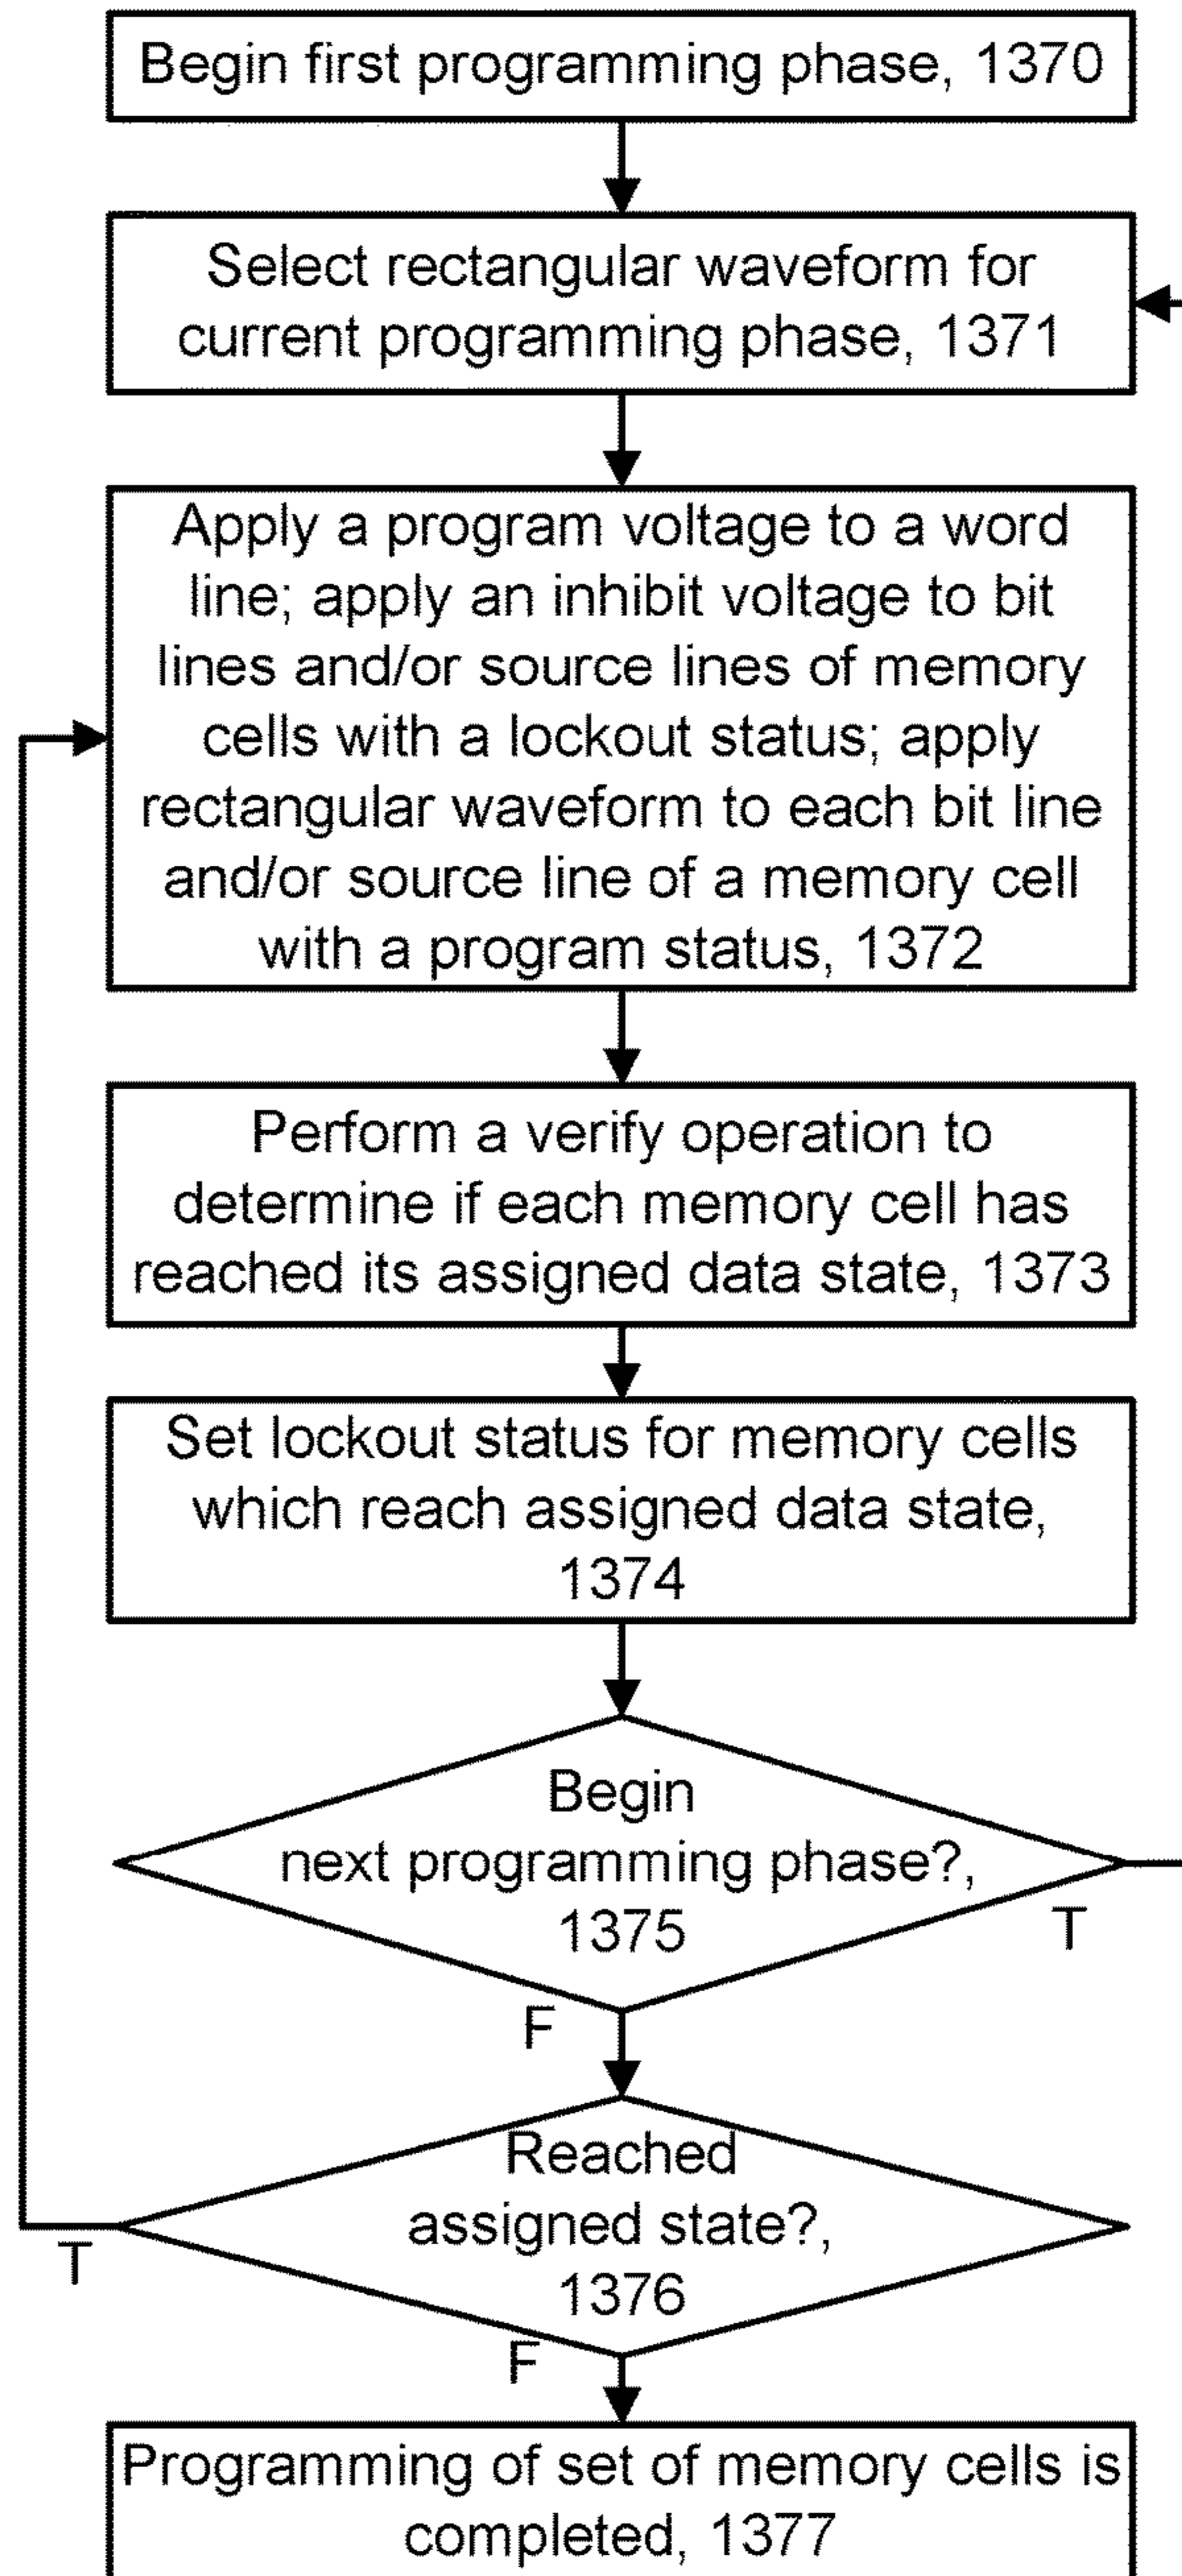 Begin first programming phase, 1370
Select rectangular waveform for
current programming phase, 1371
Apply a program voltage to a word
line; apply an inhibit voltage to bit
lines and/or source lines of memory
cells with a lockout status; apply
rectangular waveform to each bit line
and/or source line of a memory cell
with a program status, 1372
Perform a verify operation to
determine if each memory cell has
reached its assigned data state, 1373
Set lockout status for memory cells
which reach assigned data state,
1374
Begin
next programming phase?,
1375
T
F
Reached
assigned state?,
1376
T
F
Programming of set of memory cells is
completed, 1377